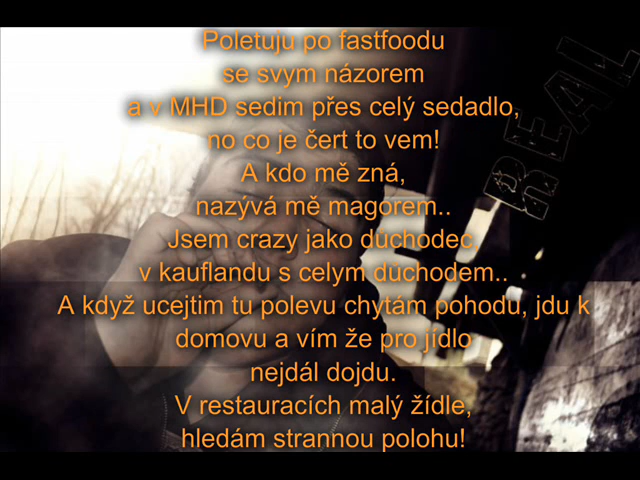 Poletuju po fastfoodu
se svym názorem
a v MHD sedim přes celý sedadlo,
no co je čert to vem!
A kdo mě zná,
nazývá mě magorem..
Jsem crazy jako důchodec,
v kauflandu s celym důchodem..
A když ucejtim tu polevu chytám pohodu, jdu k
domovu a vím že pro jídlo
nejdál dojdu.
V restauracích malý žídle,
hledám strannou polohu!
REAL